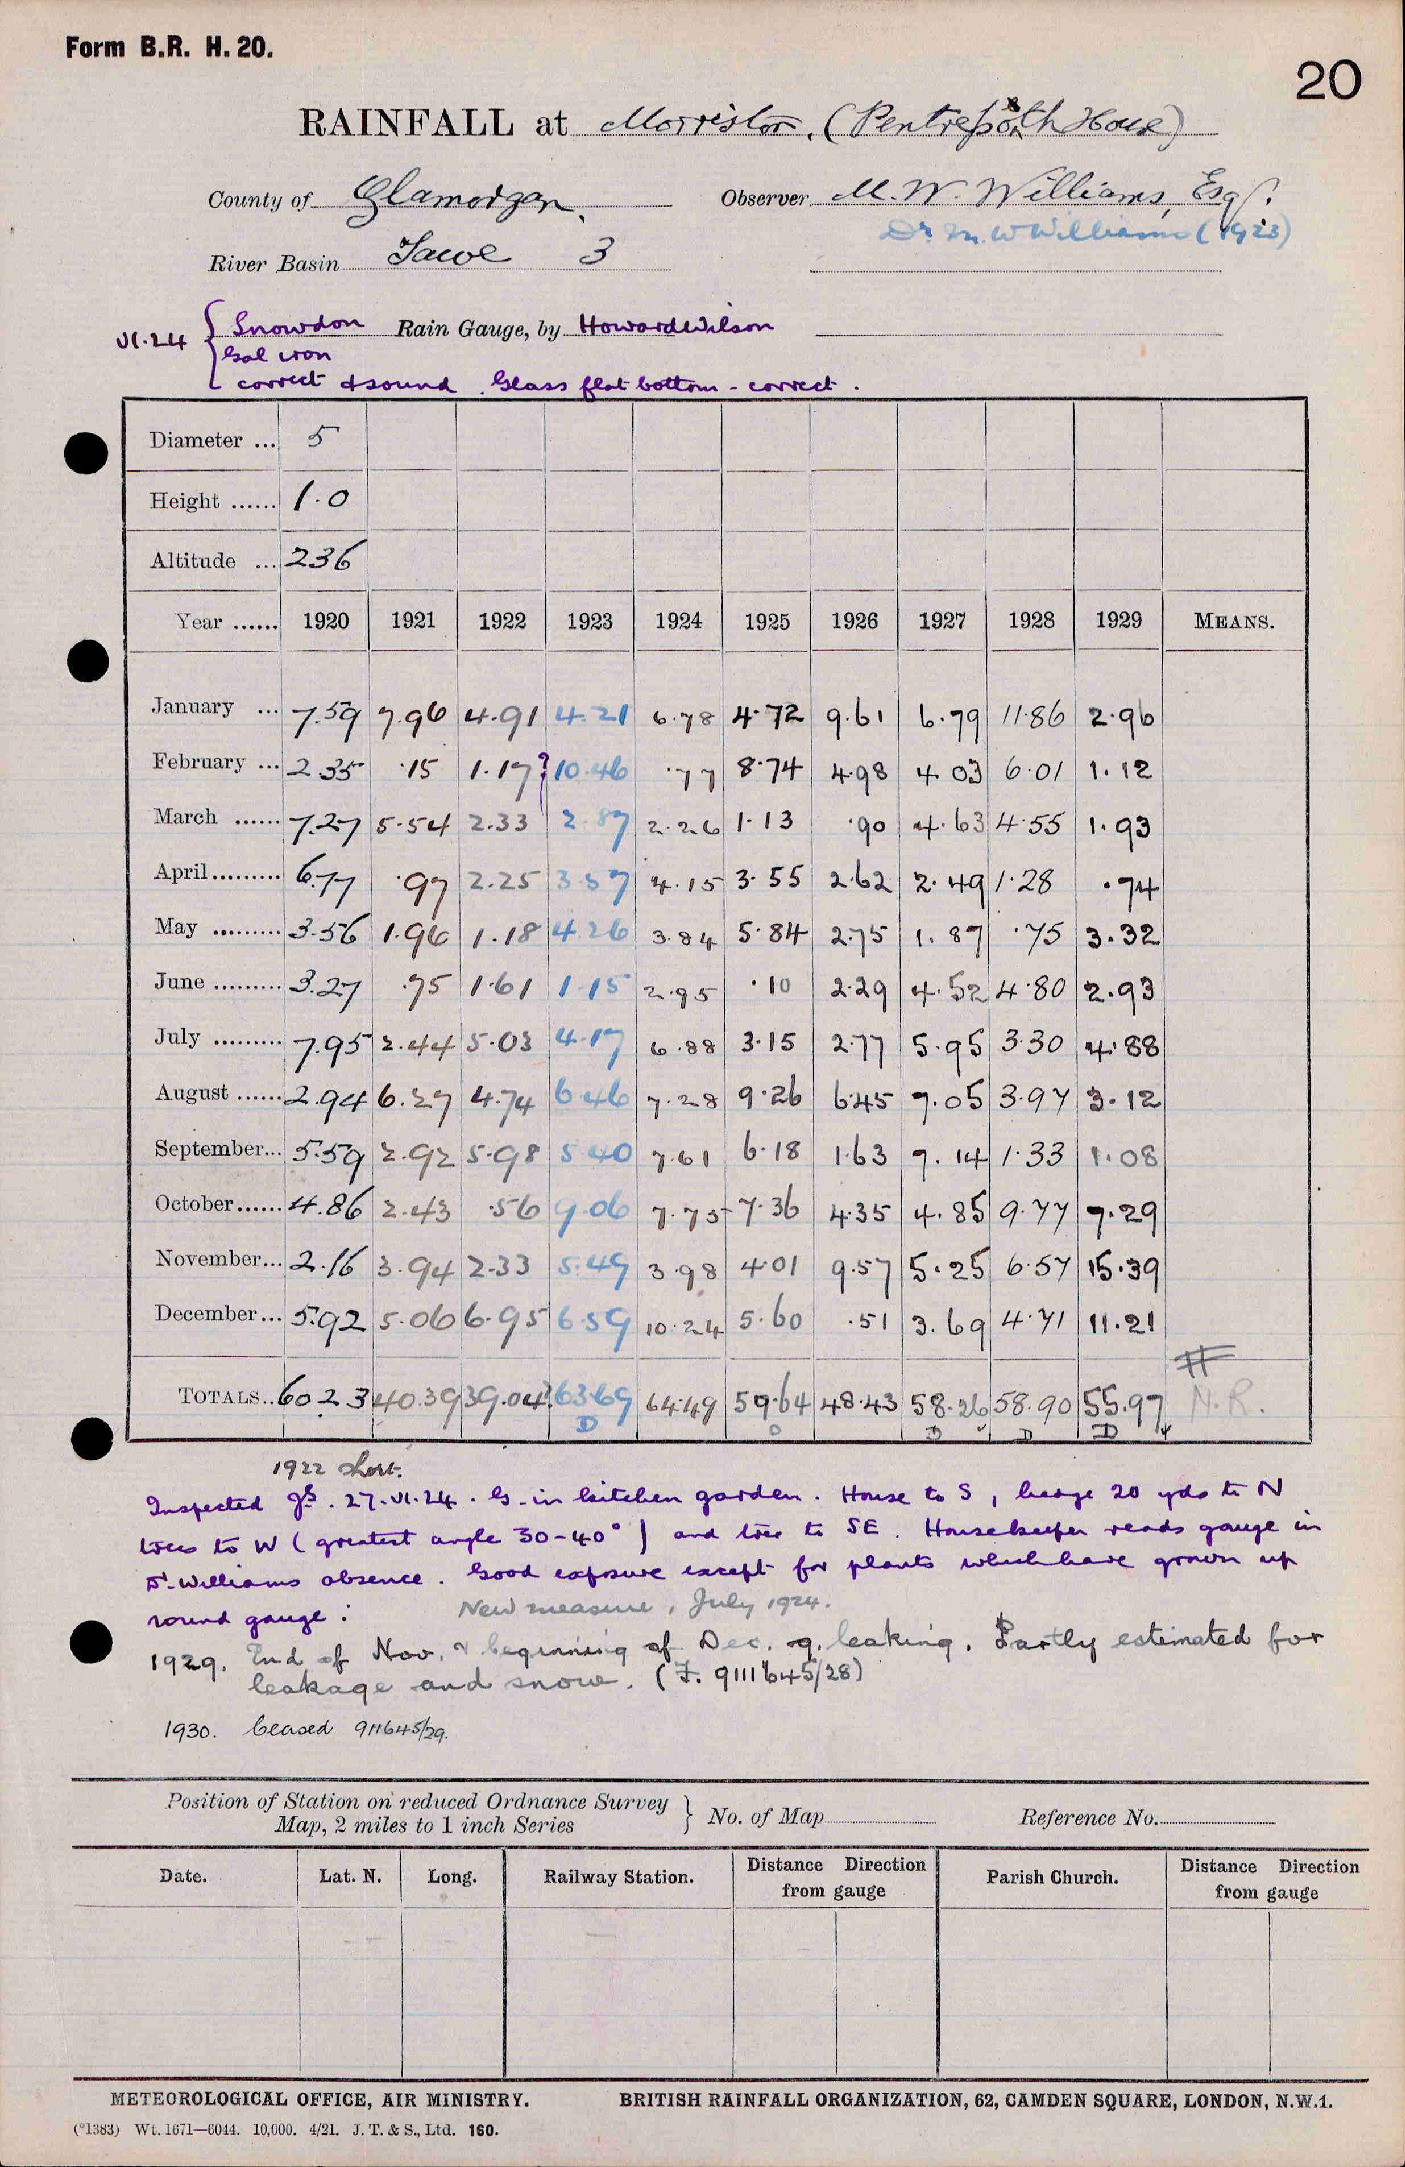 Form B.R. H. 20.
20
RAINFALL at Morriston, (Pentrepoth House)
County of Glamorgan. Observer M. W. Williams, Esq.
Dr. M. W Williams (1923)
River Basin Tawe 3
VI.24 { Snowdon Rain Gauge, by Howard Wilson
Gal iron
correct & sound. Glass flat bottom - correct.
Diameter ... 5
Height ...... 1.0
Altitude ... 236
Year ...... 1920 1921 1922 1923 1924 1925 1926 1927 1928 1929 MEANS.
January ... 7.59 7.96 4.91 4.21 6.78 4.72 9.61 6.79 11.86 2.96
February ... 2.35 .15 1.17? 10.46 .77 8.74 4.98 4.03 6.01 1.12
March ...... 7.27 5.54 2.33 2.87 2.26 1.13 .90 4.63 4.55 1.93
April ......... 6.77 .97 2.25 3.57 4.15 3.55 2.62 2.49 1.28 .74
May ......... 3.56 1.96 1.18 4.26 3.84 5.84 2.75 1.87 .75 3.32
June ......... 3.27 .75 1.61 1.15 2.95 .10 2.29 4.52 4.80 2.93
July ......... 7.95 2.44 5.03 4.17 6.88 3.15 2.77 5.95 3.30 4.88
August ...... 2.94 6.27 4.74 6.46 7.28 9.26 6.45 7.05 3.97 3.12
September... 5.59 2.92 5.98 5.40 7.61 6.18 1.63 7.14 1.33 1.08
October ...... 4.86 2.43 .56 9.06 7.75 7.36 4.35 4.85 9.77 7.29
November... 2.16 3.94 2.33 5.49 3.98 4.01 9.57 5.25 6.57 15.39
December... 5.92 5.06 6.95 6.59 10.24 5.60 .51 3.69 4.71 11.21
TOTALS.. 60.23 40.39 39.04? 63.69 64.49 59.64 48.43 58.26 58.90 55.97 N.R.
D D D D D
1922 short.
Inspected 27.VI.24. G. in kitchen garden. House to S, hedge 20 yds to N
trees to W (greatest angle 30-40°) and tree to SE. Housekeeper reads gauge in
Dr. Williams absence. Good exposure except for plants which have grown up
round gauge: New measure, July 1924.
1929. End of Nov. & beginning of Dec. g. leaking. Partly estimated for
leakage and snow. (F. 911645/28)
1930. Ceased 911645/29.
Position of Station on reduced Ordnance Survey
Map, 2 miles to 1 inch Series } No. of Map Reference No.
Date. Lat. N. Long. Railway Station. Distance Direction from gauge Parish Church. Distance Direction from gauge
METEOROLOGICAL OFFICE, AIR MINISTRY. BRITISH RAINFALL ORGANIZATION, 62, CAMDEN SQUARE, LONDON, N.W.1.
(*1383) Wt. 1671—6044. 10,000. 4/21. J. T. & S., Ltd. 160.